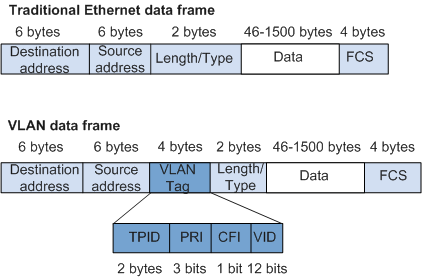 Traditional Ethernet data frame
6 bytes 6 bytes 2 bytes 46-1500 bytes 4 bytes
Destination address Source address Length/Type Data FCS
VLAN data frame
6 bytes 6 bytes 4 bytes 2 bytes 46-1500 bytes 4 bytes
Destination address Source address VLAN Tag Length/ Type Data FCS
TPID PRI CFI VID
2 bytes 3 bits 1 bit 12 bits